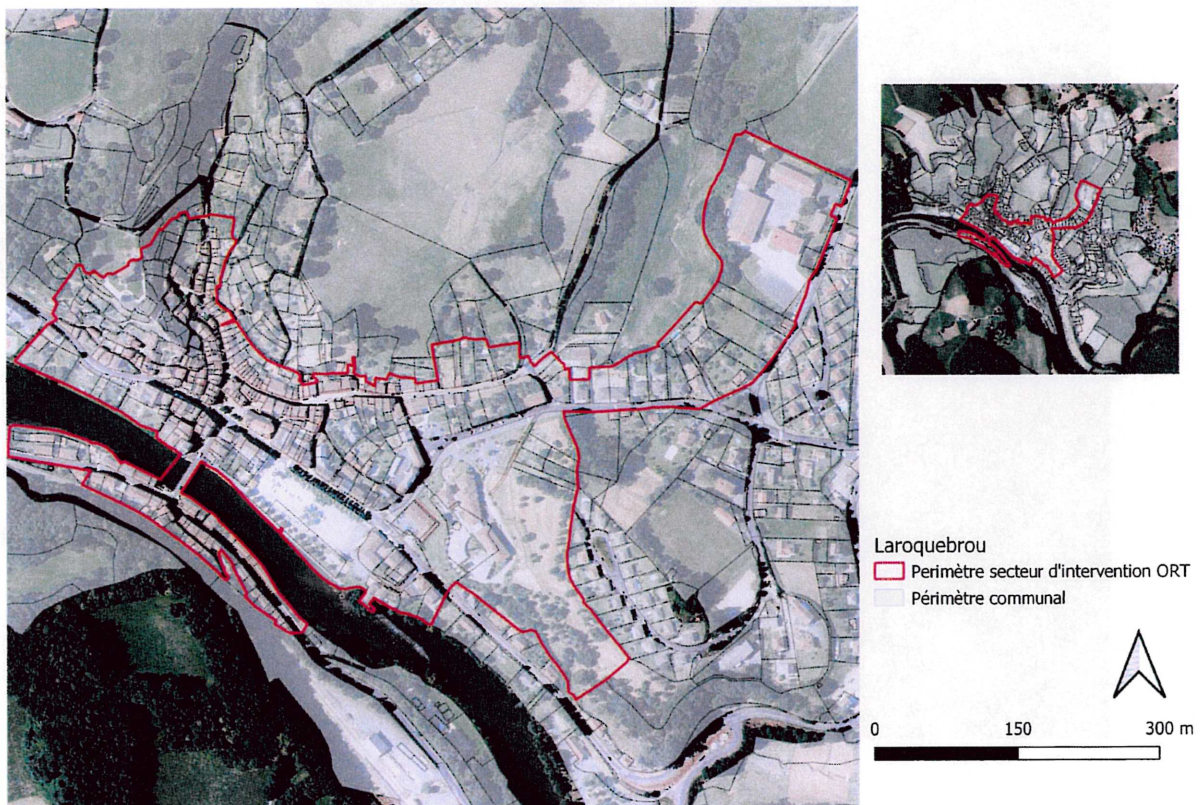 Laroquebrou
Perimètre secteur d'intervention ORT
Périmètre communal
0 150 300 m